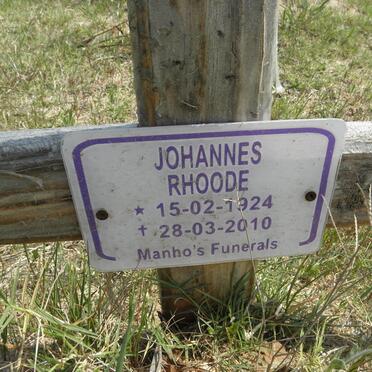 JOHANNES
RHOODE
* 15-02-1924
† 28-03-2010
Manho's Funerals